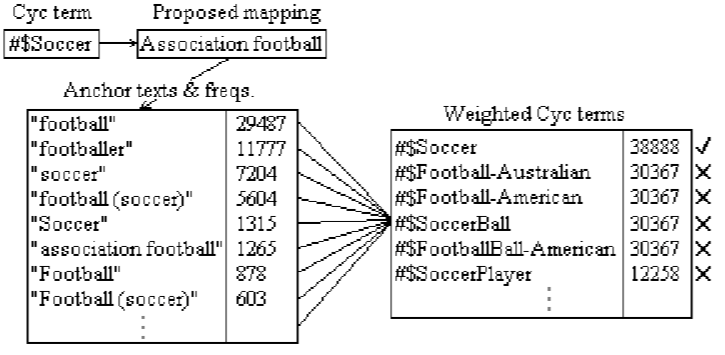 Cyc term Proposed mapping
#$Soccer Association football
Anchor texts & freqs.
"football" 29487
"footballer" 11777
"soccer" 7204
"football (soccer)" 5604
"Soccer" 1315
"association football" 1265
"Football" 878
"Football (soccer)" 603
Weighted Cyc terms
#$Soccer 38888 ✓
#$Football-Australian 30367 ✗
#$Football-American 30367 ✗
#$SoccerBall 30367 ✗
#$FootballBall-American 30367 ✗
#$SoccerPlayer 12258 ✗